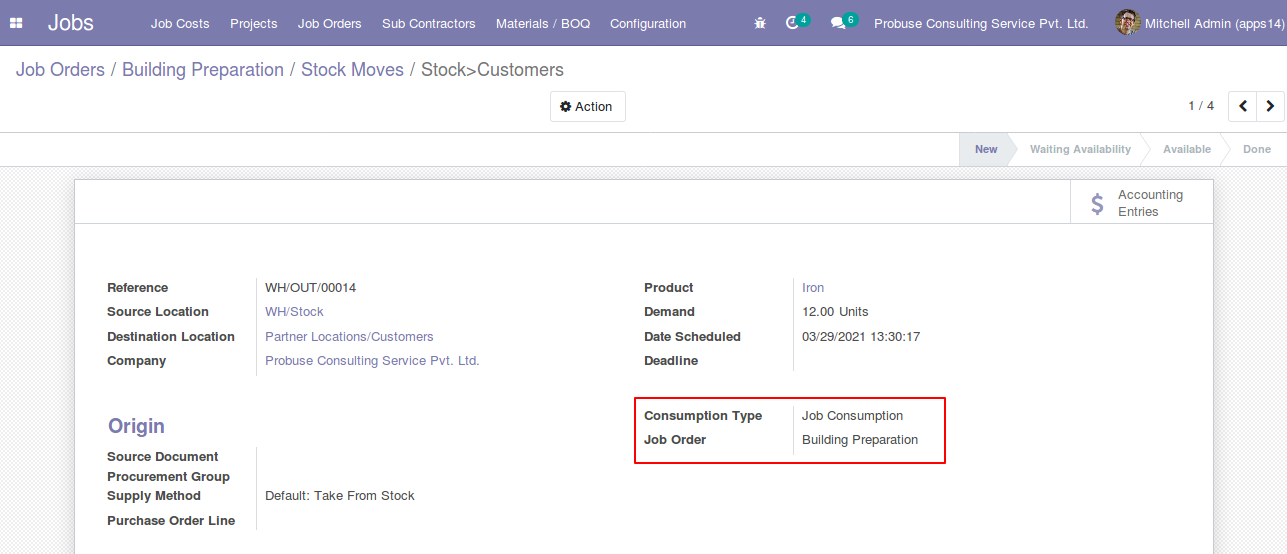 Jobs Job Costs Projects Job Orders Sub Contractors Materials / BOQ Configuration 4 6 Probuse Consulting Service Pvt. Ltd. Mitchell Admin (apps14)
Job Orders / Building Preparation / Stock Moves / Stock>Customers
Action 1 / 4
New Waiting Availability Available Done
$ Accounting
Entries
Reference WH/OUT/00014 Product Iron
Source Location WH/Stock Demand 12.00 Units
Destination Location Partner Locations/Customers Date Scheduled 03/29/2021 13:30:17
Company Probuse Consulting Service Pvt. Ltd. Deadline
Consumption Type Job Consumption
Origin
Job Order Building Preparation
Source Document
Procurement Group
Supply Method Default: Take From Stock
Purchase Order Line